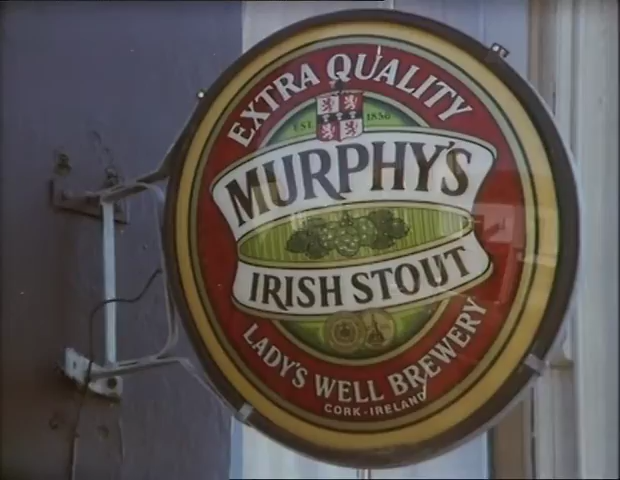 EXTRA QUALITY
EST 1856
MURPHY'S
IRISH STOUT
LADY'S WELL BREWERY
CORK - IRELAND